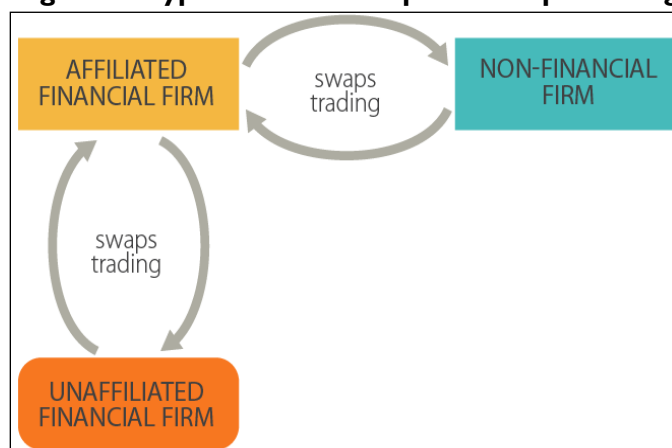 AFFILIATED
FINANCIAL FIRM
swaps
trading
NON-FINANCIAL
FIRM
swaps
trading
UNAFFILIATED
FINANCIAL FIRM